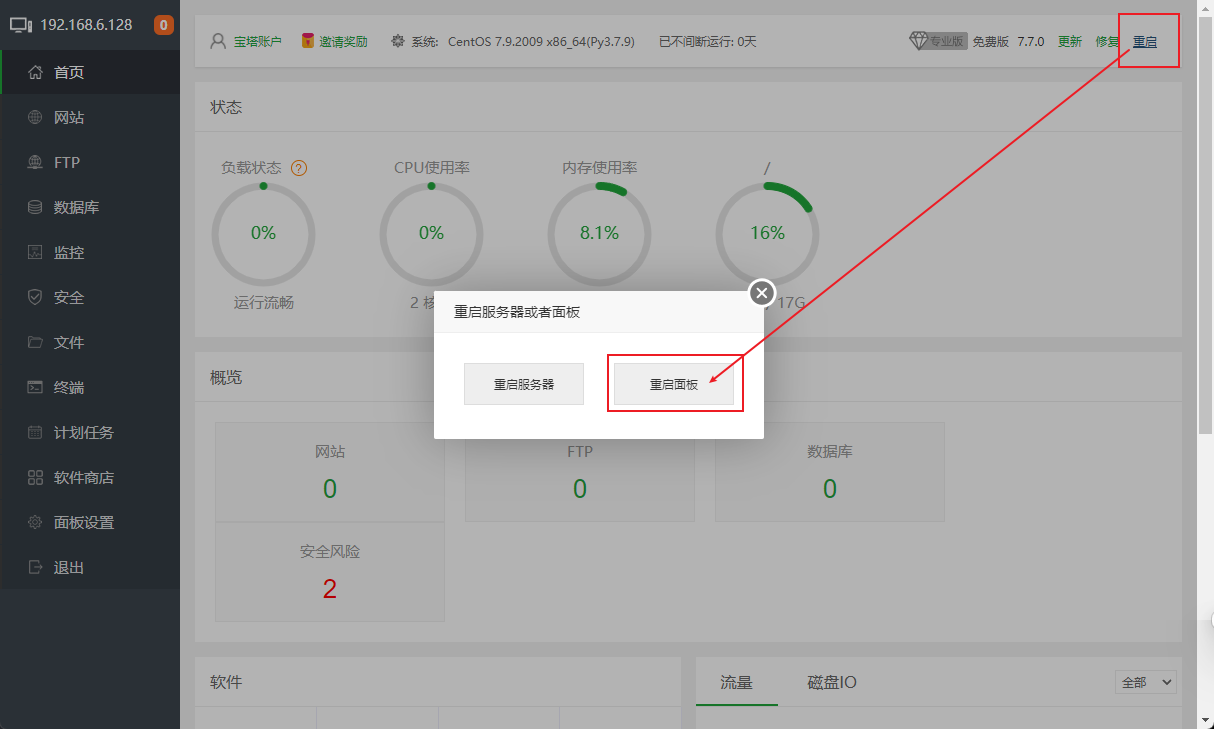 192.168.6.128 0
首页
网站
FTP
数据库
监控
安全
文件
终端
计划任务
软件商店
面板设置
退出
宝塔账户 邀请奖励 系统: CentOS 7.9.2009 x86_64(Py3.7.9) 已不间断运行: 0天 专业版 免费版 7.7.0 更新 修复 重启
状态
负载状态 ? CPU使用率 内存使用率 /
0% 0% 8.1% 16%
运行流畅 2 核 / 17G
重启服务器或者面板
重启服务器 重启面板
概览
网站 FTP 数据库
0 0 0
安全风险
2
软件 流量 磁盘IO 全部